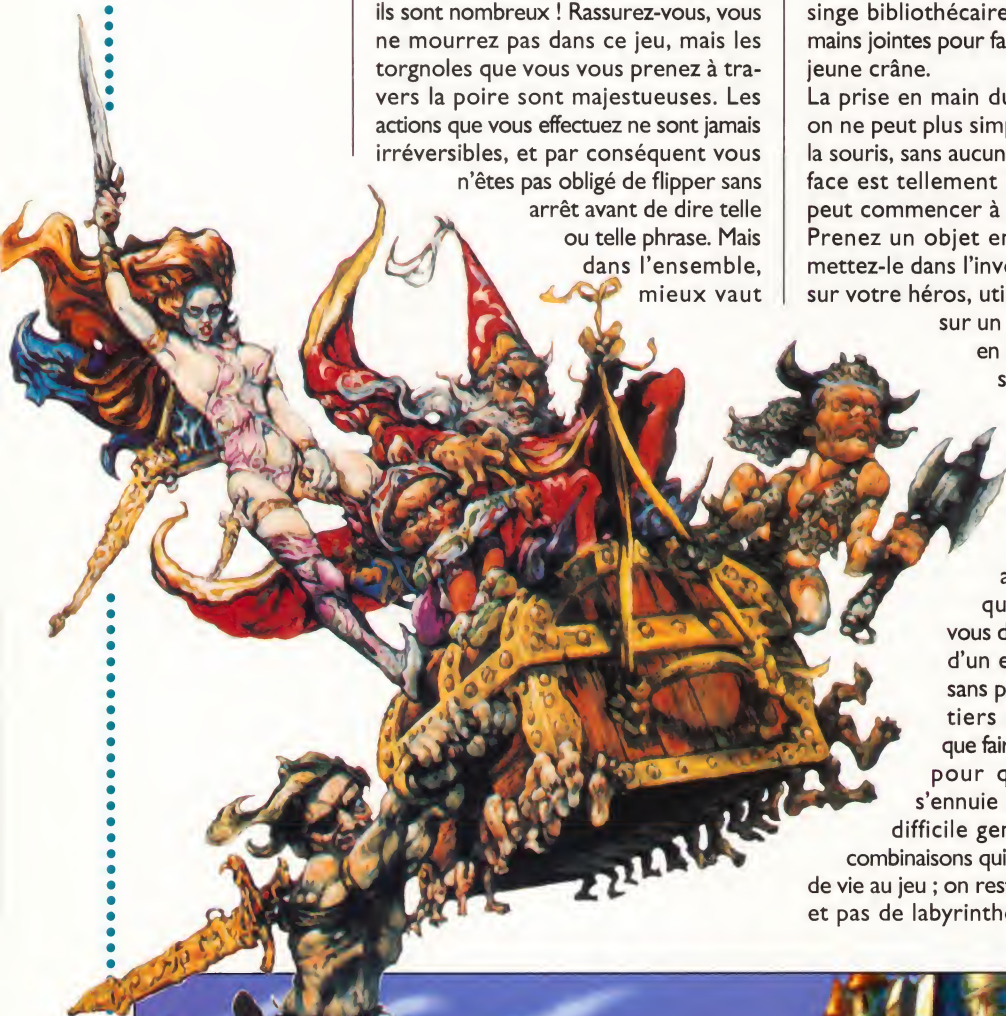 ils sont nombreux ! Rassurez-vous, vous
ne mourrez pas dans ce jeu, mais les
torgnoles que vous vous prenez à tra-
vers la poire sont majestueuses. Les
actions que vous effectuez ne sont jamais
irréversibles, et par conséquent vous
n'êtes pas obligé de flipper sans
arrêt avant de dire telle
ou telle phrase. Mais
dans l'ensemble,
mieux vaut
singe bibliothécaire
mains jointes pour fa
jeune crâne.
La prise en main du
on ne peut plus simp
la souris, sans aucun
face est tellement
peut commencer à
Prenez un objet en
mettez-le dans l'inve
sur votre héros, uti
sur un
en
s
a
qu
vous d
d'un e
sans p
tiers
que fair
pour q
s'ennuie
difficile ger
combinaisons qui
de vie au jeu ; on rest
et pas de labyrinthe